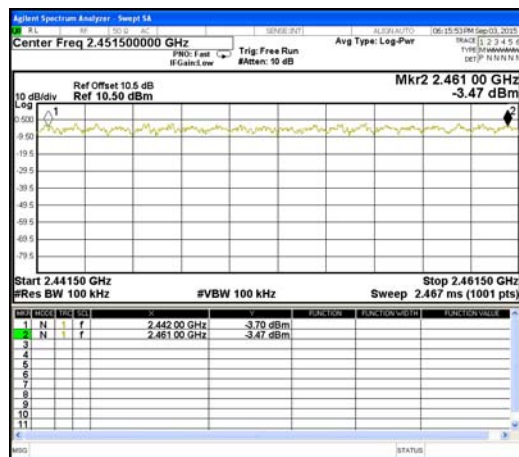 Agilent Spectrum Analyzer - Swept SA
RL RF 50 Ω AC SENSE:INT ALIGN AUTO 06:15:53 PM Sep 03, 2015
Center Freq 2.451500000 GHz
PNO: Fast
IFGain:Low
Trig: Free Run
#Atten: 10 dB
Avg Type: Log-Pwr
TRACE 1 2 3 4 5 6
TYPE
DET P N N N N N
Ref Offset 10.5 dB
Ref 10.50 dBm
10 dB/div
Log
Mkr2 2.461 00 GHz
-3.47 dBm
1
2
0.500
-9.50
-19.5
-29.5
-39.5
-49.5
-59.5
-69.5
-79.5
Start 2.44150 GHz
Stop 2.46150 GHz
#Res BW 100 kHz
#VBW 100 kHz
Sweep 2.467 ms (1001 pts)
MKR MODE TRC SCL X Y FUNCTION FUNCTION WIDTH FUNCTION VALUE
1 N 1 f 2.442 00 GHz -3.70 dBm
2 N 1 f 2.461 00 GHz -3.47 dBm
3
4
5
6
7
8
9
10
11
MSG
STATUS